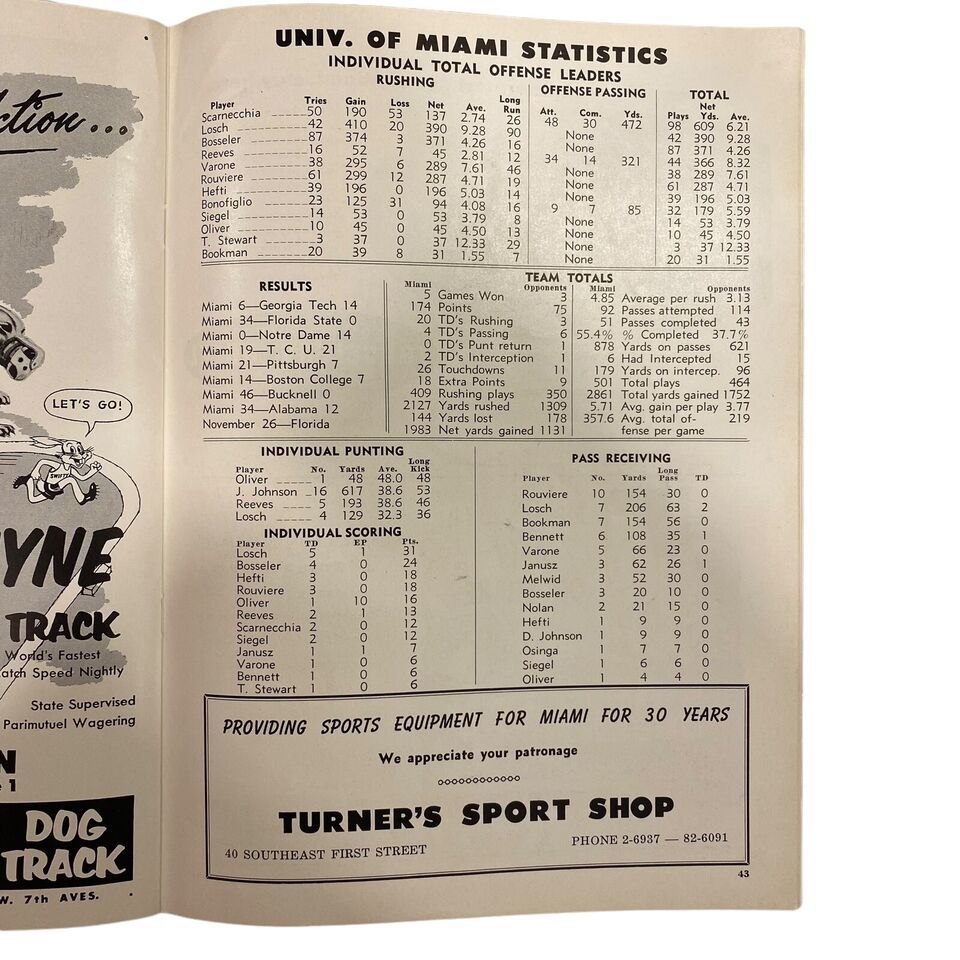 ction...
LET'S GO!
SWIFTY
YNE
TRACK
World's Fastest
atch Speed Nightly
State Supervised
Parimutuel Wagering
N
e 1
DOG
TRACK
W. 7th AVES.
UNIV. OF MIAMI STATISTICS
INDIVIDUAL TOTAL OFFENSE LEADERS
RUSHING OFFENSE PASSING TOTAL
Player Tries Gain Loss Net Ave. Long Run Att. Com. Yds. Plays Net Yds. Ave.
Scarnecchia 50 190 53 137 2.74 26 48 30 472 98 609 6.21
Losch 42 410 20 390 9.28 90 None 42 390 9.28
Bosseler 87 374 3 371 4.26 16 None 87 371 4.26
Reeves 16 52 7 45 2.81 12 34 14 321 44 366 8.32
Varone 38 295 6 289 7.61 46 None 38 289 7.61
Rouviere 61 299 12 287 4.71 19 None 61 287 4.71
Hefti 39 196 0 196 5.03 14 None 39 196 5.03
Bonofiglio 23 125 31 94 4.08 16 9 7 85 32 179 5.59
Siegel 14 53 0 53 3.79 8 None 14 53 3.79
Oliver 10 45 0 45 4.50 13 None 10 45 4.50
T. Stewart 3 37 0 37 12.33 29 None 3 37 12.33
Bookman 20 39 8 31 1.55 7 None 20 31 1.55
RESULTS
Miami 6—Georgia Tech 14
Miami 34—Florida State 0
Miami 0—Notre Dame 14
Miami 19—T. C. U. 21
Miami 21—Pittsburgh 7
Miami 14—Boston College 7
Miami 46—Bucknell 0
Miami 34—Alabama 12
November 26—Florida
TEAM TOTALS
Miami Opponents
5 Games Won 3
174 Points 75
20 TD's Rushing 3
4 TD's Passing 6
0 TD's Punt return 1
2 TD's Interception 1
26 Touchdowns 11
18 Extra Points 9
409 Rushing plays 350
2127 Yards rushed 1309
144 Yards lost 178
1983 Net yards gained 1131
Miami Opponents
4.85 Average per rush 3.13
92 Passes attempted 114
51 Passes completed 43
55.4% % Completed 37.7%
878 Yards on passes 621
6 Had Intercepted 15
179 Yards on intercep. 96
501 Total plays 464
2861 Total yards gained 1752
5.71 Avg. gain per play 3.77
357.6 Avg. total of- 219
fense per game
INDIVIDUAL PUNTING
Player No. Yards Ave. Long Kick
Oliver 1 48 48.0 48
J. Johnson 16 617 38.6 53
Reeves 5 193 38.6 46
Losch 4 129 32.3 36
INDIVIDUAL SCORING
Player TD EP Pts.
Losch 5 1 31
Bosseler 4 0 24
Hefti 3 0 18
Rouviere 3 0 18
Oliver 1 10 16
Reeves 2 1 13
Scarnecchia 2 0 12
Siegel 2 0 12
Janusz 1 1 7
Varone 1 0 6
Bennett 1 0 6
T. Stewart 1 0 6
PASS RECEIVING
Player No. Yards Long Pass TD
Rouviere 10 154 30 0
Losch 7 206 63 2
Bookman 7 154 56 0
Bennett 6 108 35 1
Varone 5 66 23 0
Janusz 3 62 26 1
Melwid 3 52 30 0
Bosseler 3 20 10 0
Nolan 2 21 15 0
Hefti 1 9 9 0
D. Johnson 1 9 9 0
Osinga 1 7 7 0
Siegel 1 6 6 0
Oliver 1 4 4 0
PROVIDING SPORTS EQUIPMENT FOR MIAMI FOR 30 YEARS
We appreciate your patronage
TURNER'S SPORT SHOP
40 SOUTHEAST FIRST STREET PHONE 2-6937 — 82-6091
43